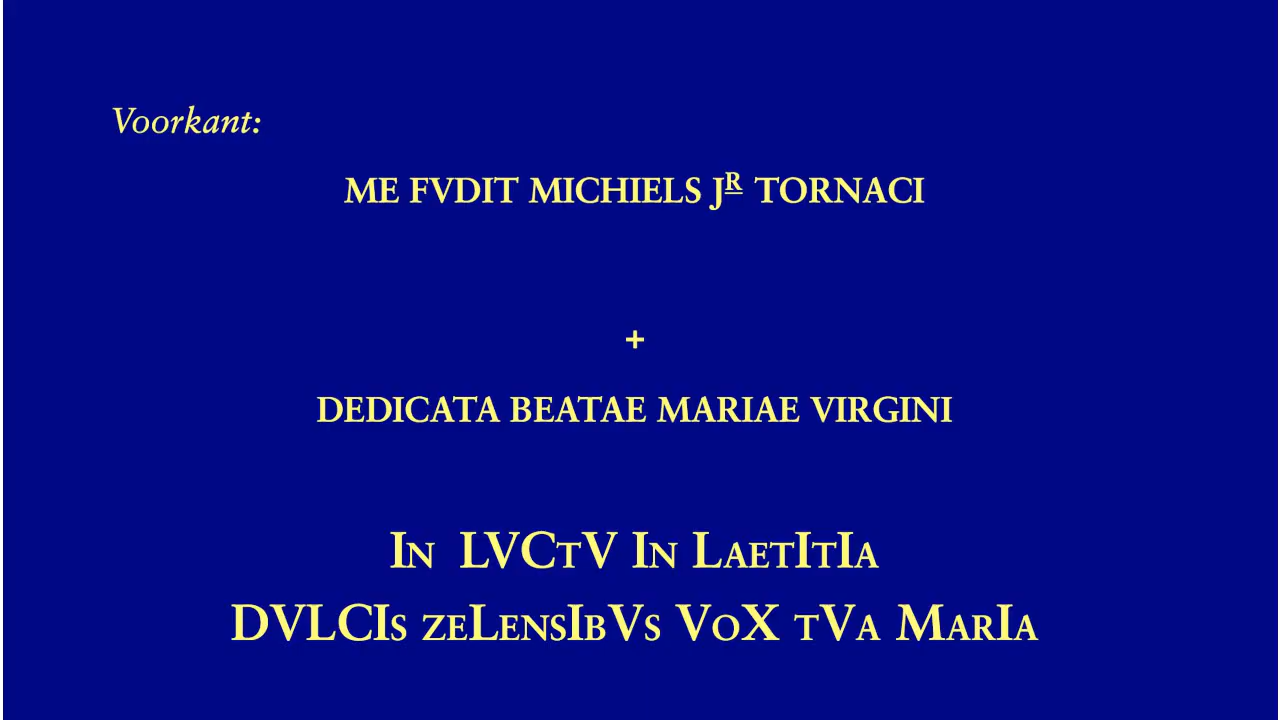 Voorkant:
ME FVDIT MICHIELS Jᴿ TORNACI
+
DEDICATA BEATAE MARIAE VIRGINI
In LVCtV In LaetItIa
DVLCIs zeLensIbVs VoX tVa MarIa